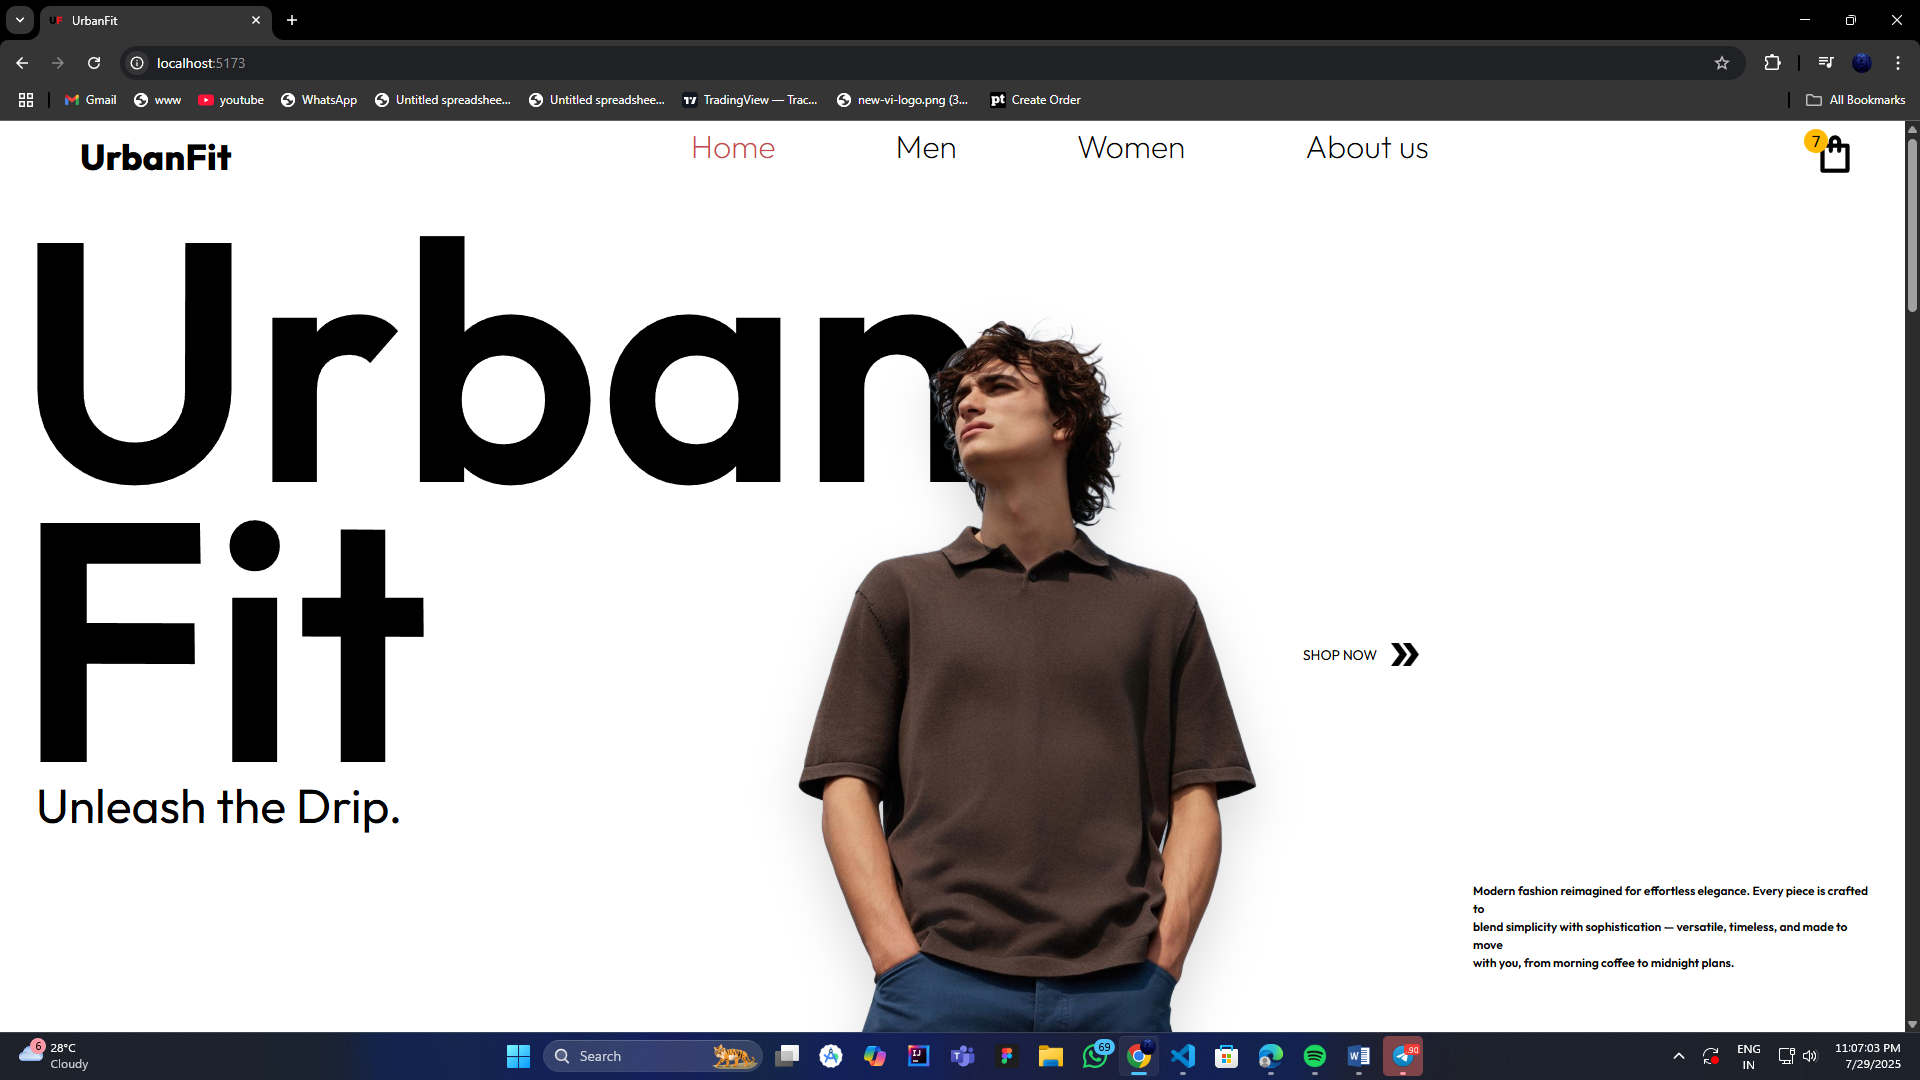 UF UrbanFit
localhost:5173
Gmail www youtube WhatsApp Untitled spreadshee... Untitled spreadshee... TradingView — Trac... new-vi-logo.png (3... pt Create Order All Bookmarks
UrbanFit Home Men Women About us 7
Urban
Fit
SHOP NOW
Unleash the Drip.
Modern fashion reimagined for effortless elegance. Every piece is crafted
to
blend simplicity with sophistication — versatile, timeless, and made to
move
with you, from morning coffee to midnight plans.
6 28°C
Cloudy
Search
69
90
ENG
IN
11:07:03 PM
7/29/2025